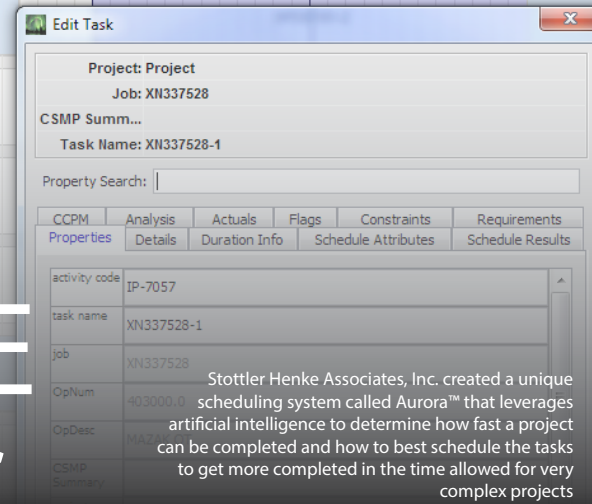 Edit Task
Project: Project
Job: XN337528
CSMP Summ...
Task Name: XN337528-1
Property Search:
CCPM Analysis Actuals Flags Constraints Requirements
Properties Details Duration Info Schedule Attributes Schedule Results
activity code IP-7057
task name XN337528-1
job XN337528
OpNum 403000.0
OpDesc MAZAK
CSMP
Summary
Stottler Henke Associates, Inc. created a unique
scheduling system called Aurora™ that leverages
artificial intelligence to determine how fast a project
can be completed and how to best schedule the tasks
to get more completed in the time allowed for very
complex projects